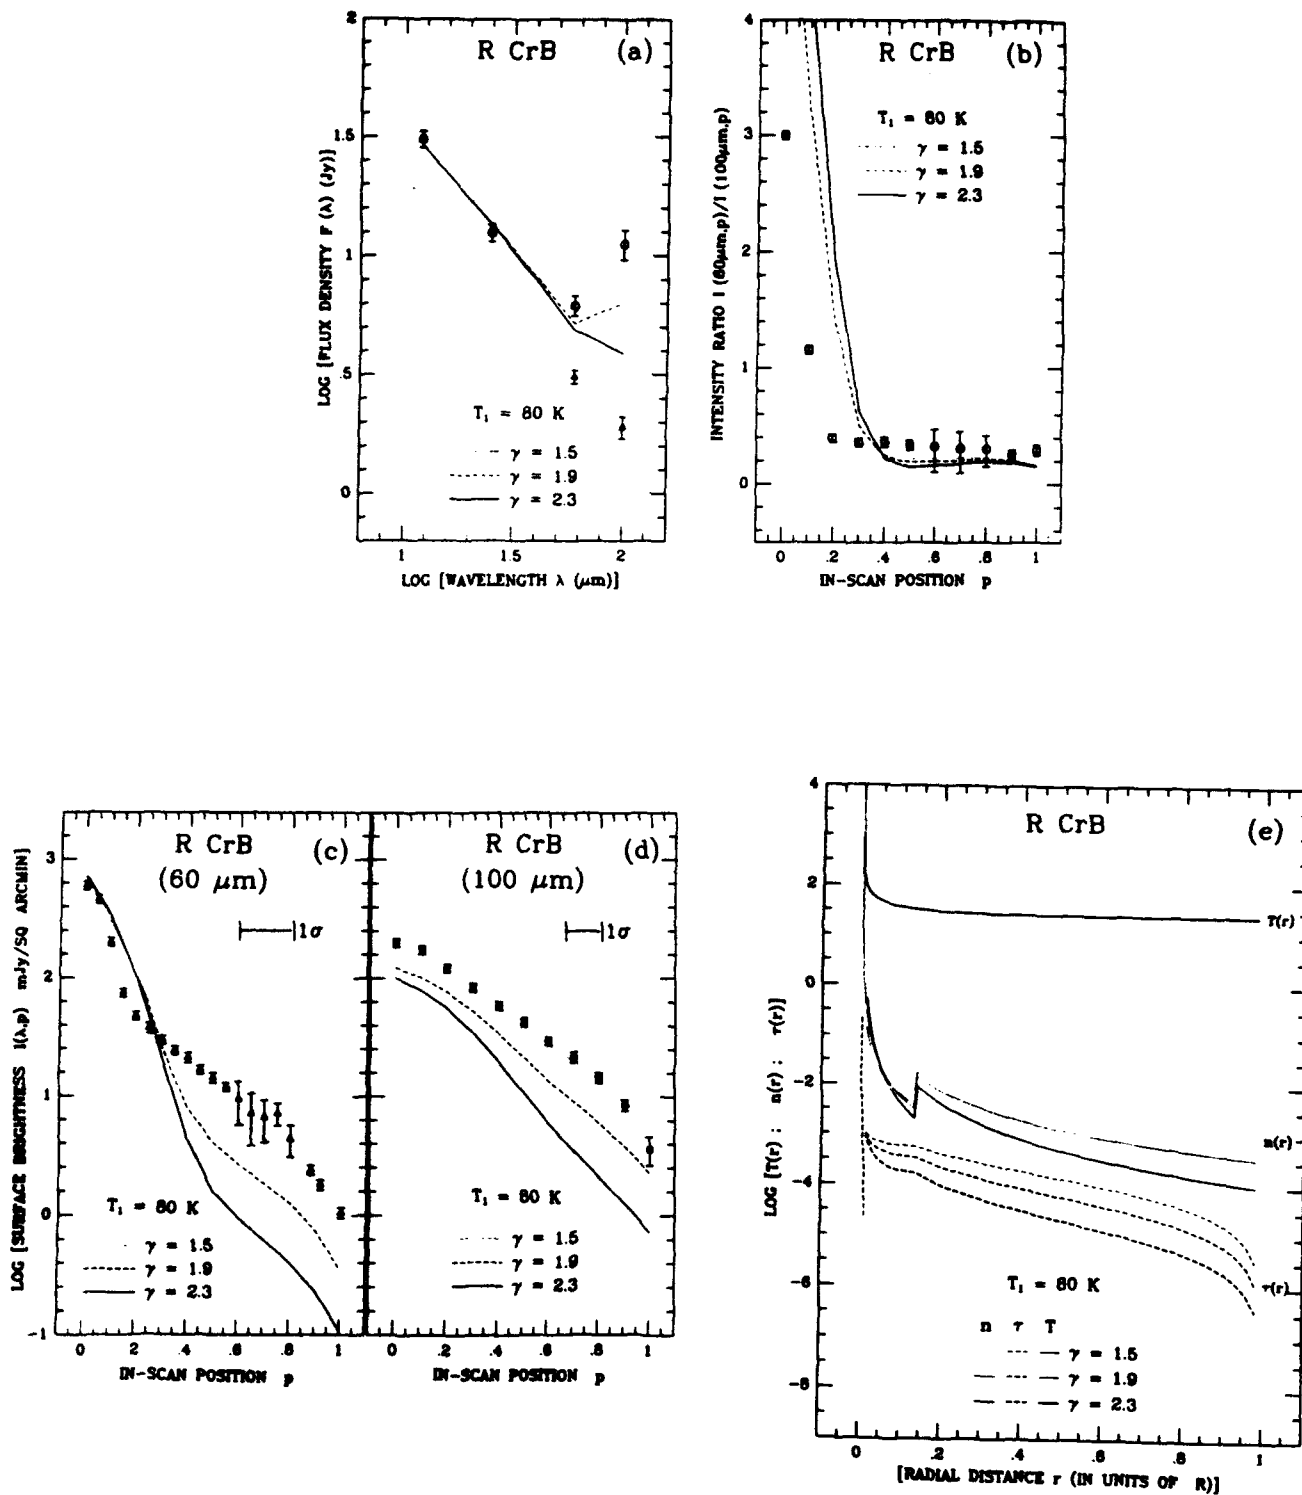 R CrB (a)
2
1.5
1
.5
0
LOG [FLUX DENSITY F (λ) (Jy)]
T₁ = 80 K
γ = 1.5
γ = 1.9
γ = 2.3
1 1.5 2
LOG [WAVELENGTH λ (μm)]
R CrB (b)
4
3
2
1
0
INTENSITY RATIO I (60μm,p)/I (100μm,p)
T₁ = 80 K
γ = 1.5
γ = 1.9
γ = 2.3
0 .2 .4 .6 .8 1
IN-SCAN POSITION p
R CrB (c)
(60 μm)
3
2
1
0
-1
LOG [SURFACE BRIGHTNESS I(λ,p) mJy/SQ ARCMIN]
1σ
T₁ = 80 K
γ = 1.5
γ = 1.9
γ = 2.3
0 .2 .4 .6 .8 1
IN-SCAN POSITION p
R CrB (d)
(100 μm)
1σ
T₁ = 80 K
γ = 1.5
γ = 1.9
γ = 2.3
0 .2 .4 .6 .8 1
IN-SCAN POSITION p
R CrB (e)
4
2
0
-2
-4
-6
-8
LOG [T(r) : n(r) : τ(r)]
T(r)
n(r)
τ(r)
T₁ = 80 K
n τ T
γ = 1.5
γ = 1.9
γ = 2.3
0 .2 .4 .6 .8 1
[RADIAL DISTANCE r (IN UNITS OF R)]